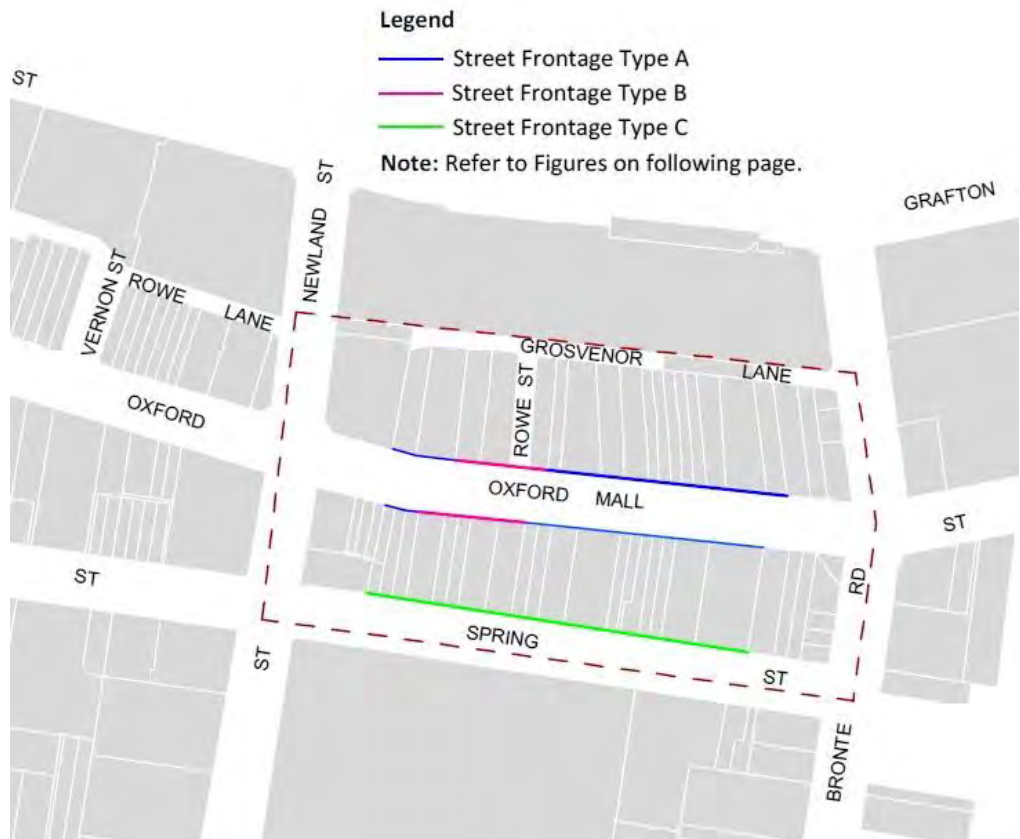 Legend
Street Frontage Type A
Street Frontage Type B
Street Frontage Type C
Note: Refer to Figures on following page.
ST
NEWLAND ST
GRAFTON
VERNON ST
ROWE LANE
GROSVENOR LANE
ROWE ST
OXFORD
OXFORD MALL
ST
RD
ST
SPRING ST
ST
BRONTE